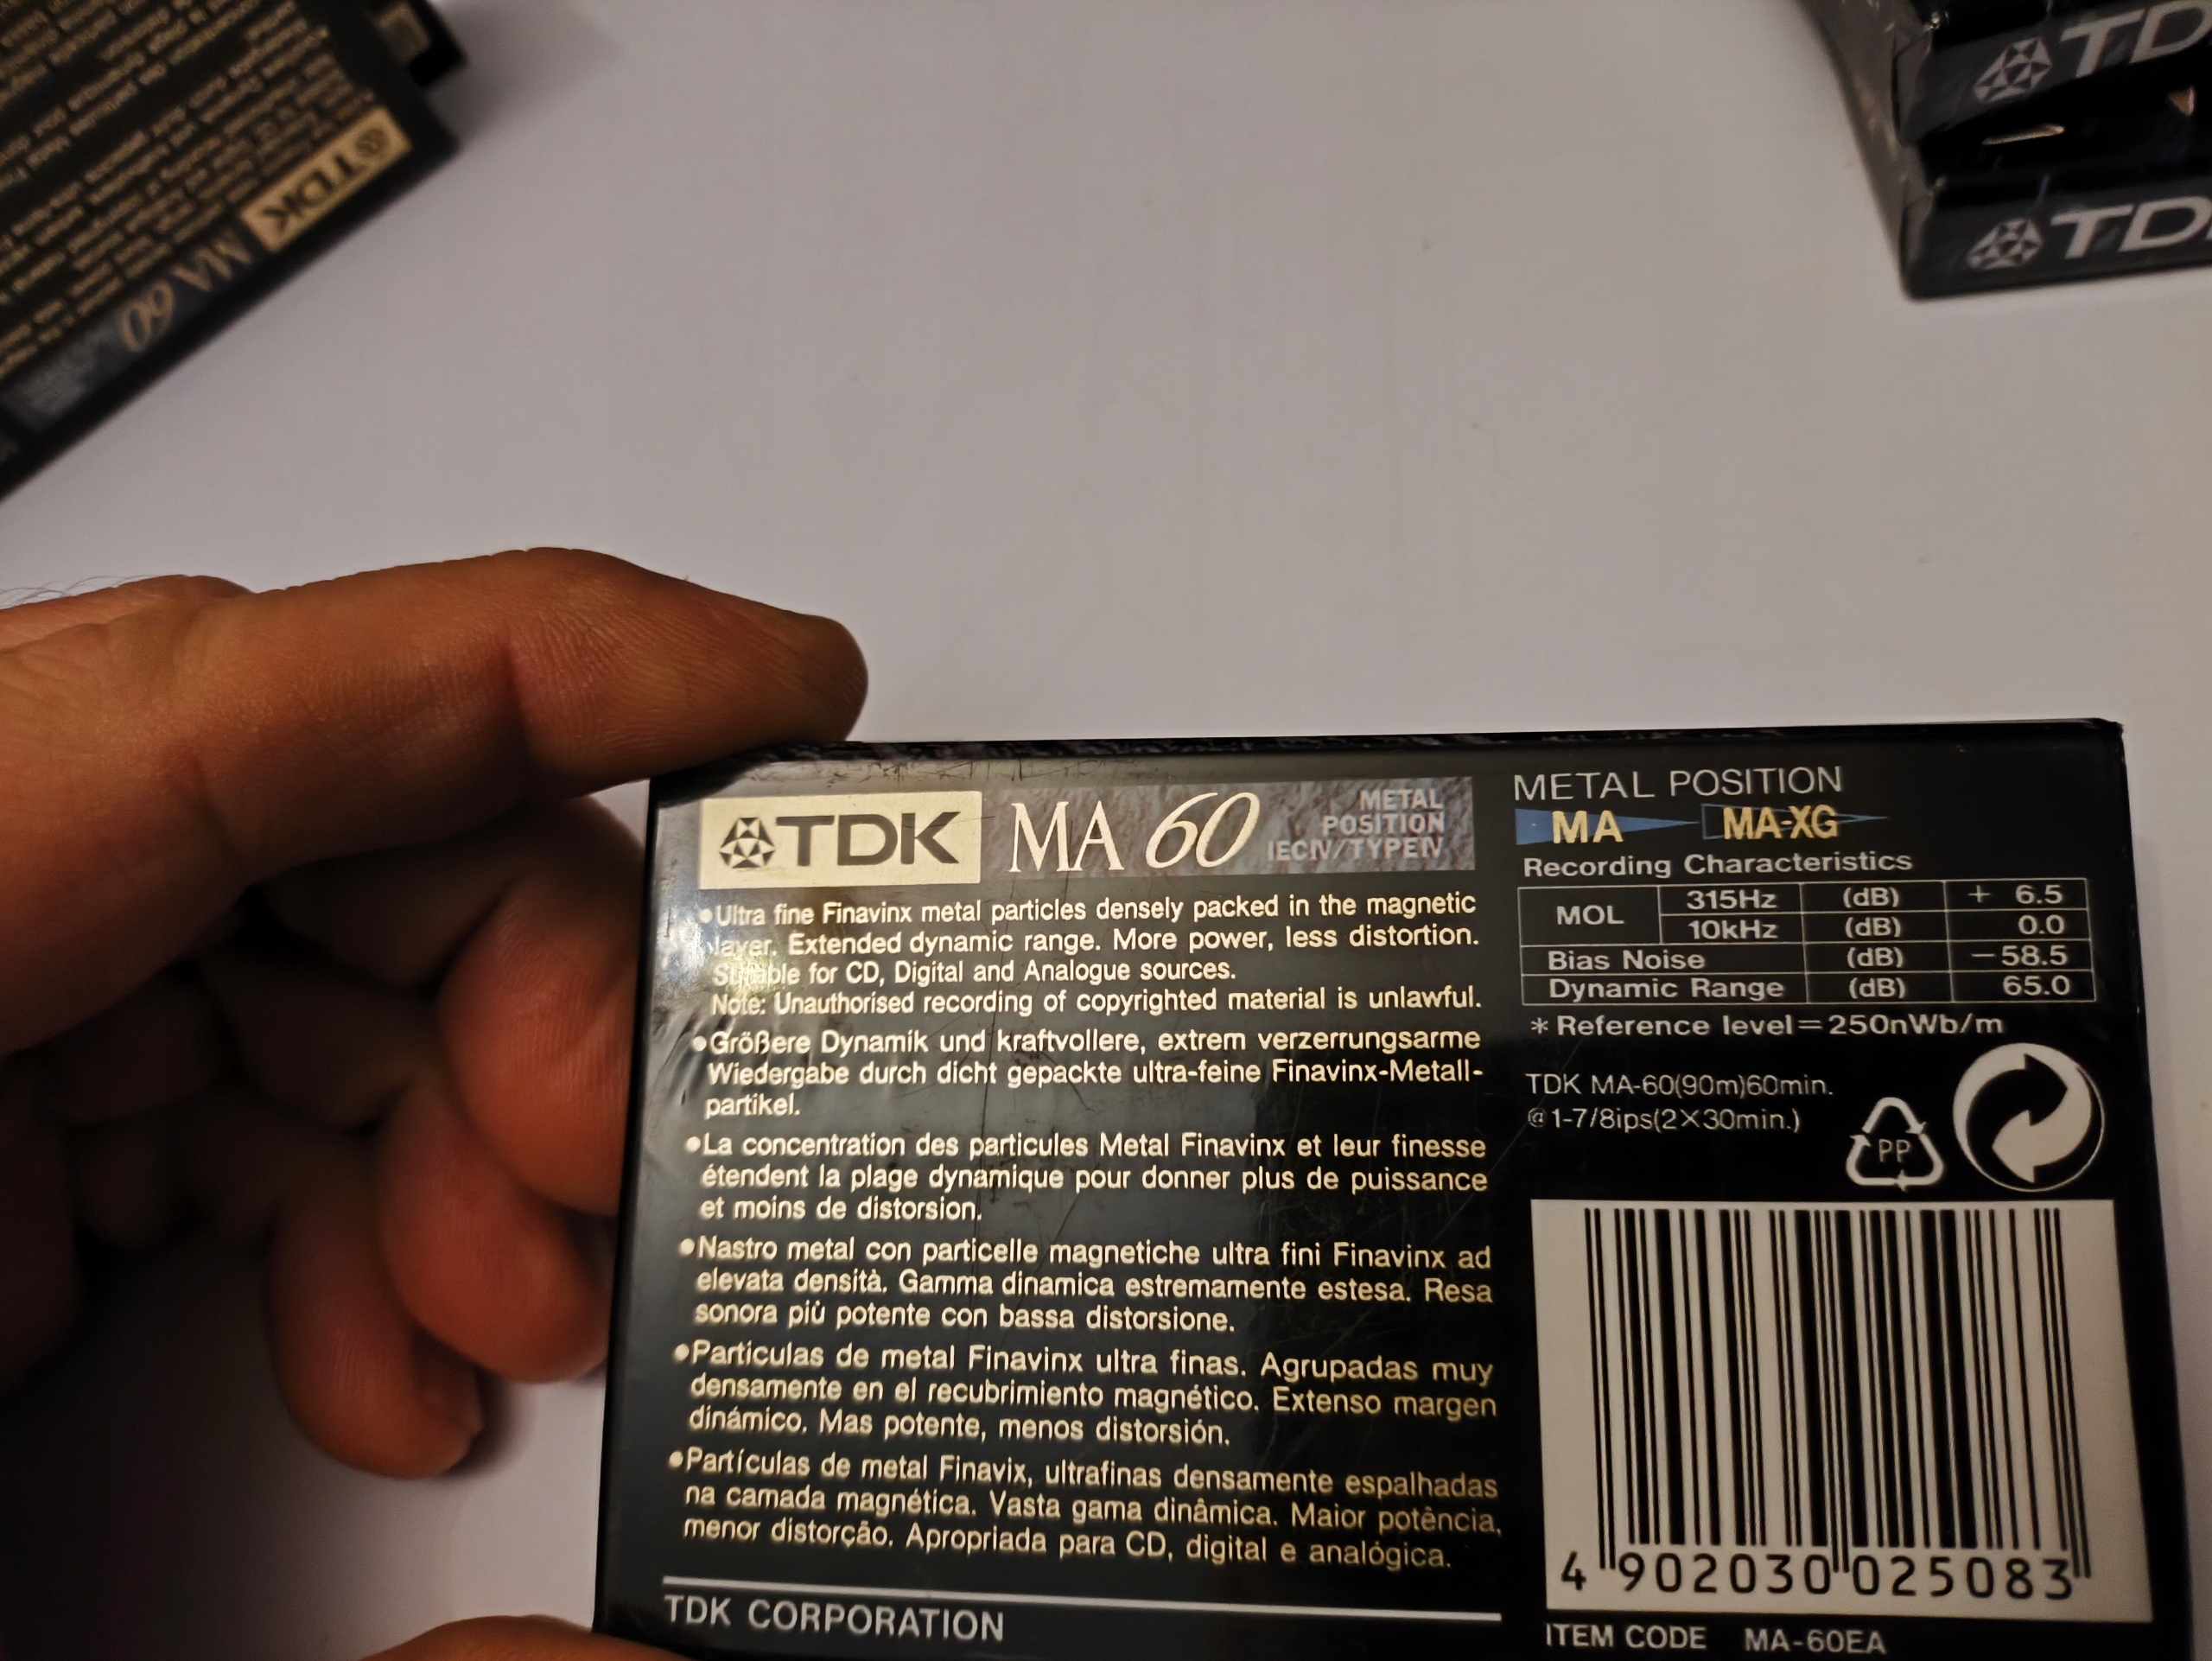 TDK
MA 60
TD
TD
TDK MA 60 METAL
POSITION
IECIV/TYPEIV
•Ultra fine Finavinx metal particles densely packed in the magnetic
layer. Extended dynamic range. More power, less distortion.
Suitable for CD, Digital and Analogue sources.
Note: Unauthorised recording of copyrighted material is unlawful.
•Größere Dynamik und kraftvollere, extrem verzerrungsarme
Wiedergabe durch dicht gepackte ultra-feine Finavinx-Metall-
partikel.
•La concentration des particules Metal Finavinx et leur finesse
étendent la plage dynamique pour donner plus de puissance
et moins de distorsion.
•Nastro metal con particelle magnetiche ultra fini Finavinx ad
elevata densità. Gamma dinamica estremamente estesa. Resa
sonora più potente con bassa distorsione.
•Particulas de metal Finavinx ultra finas. Agrupadas muy
densamente en el recubrimiento magnético. Extenso margen
dinámico. Mas potente, menos distorsión.
•Partículas de metal Finavix, ultrafinas densamente espalhadas
na camada magnética. Vasta gama dinâmica. Maior potência,
menor distorção. Apropriada para CD, digital e analógica.
TDK CORPORATION
METAL POSITION
MA MA-XG
Recording Characteristics
MOL 315Hz (dB) + 6.5
10kHz (dB) 0.0
Bias Noise (dB) −58.5
Dynamic Range (dB) 65.0
* Reference level=250nWb/m
TDK MA-60(90m)60min.
@1-7/8ips(2×30min.)
PP
4 902030 025083
ITEM CODE MA-60EA